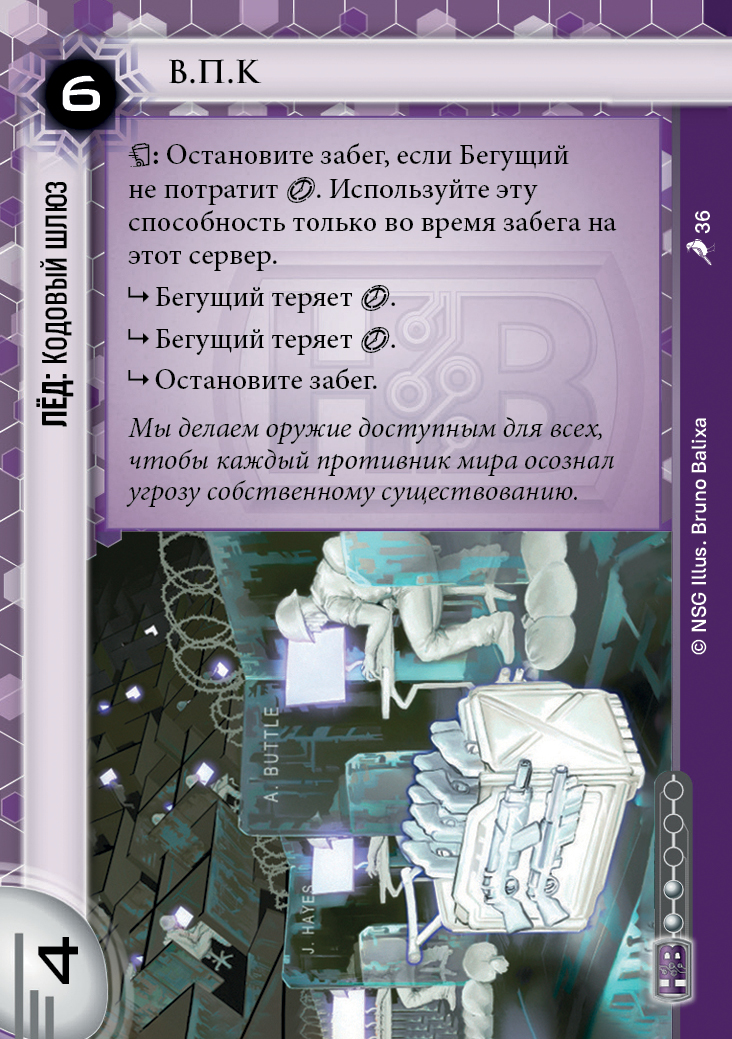 6
В.П.К
: Остановите забег, если Бегущий
не потратит . Используйте эту
способность только во время забега на
этот сервер.
Бегущий теряет .
Бегущий теряет .
Остановите забег.
Мы делаем оружие доступным для всех,
чтобы каждый противник мира осознал
угрозу собственному существованию.
ЛЁД: Кодовый шлюз
4
36
© NSG Illus. Bruno Balixa
A. BUTTLE
J. HAYES
HB